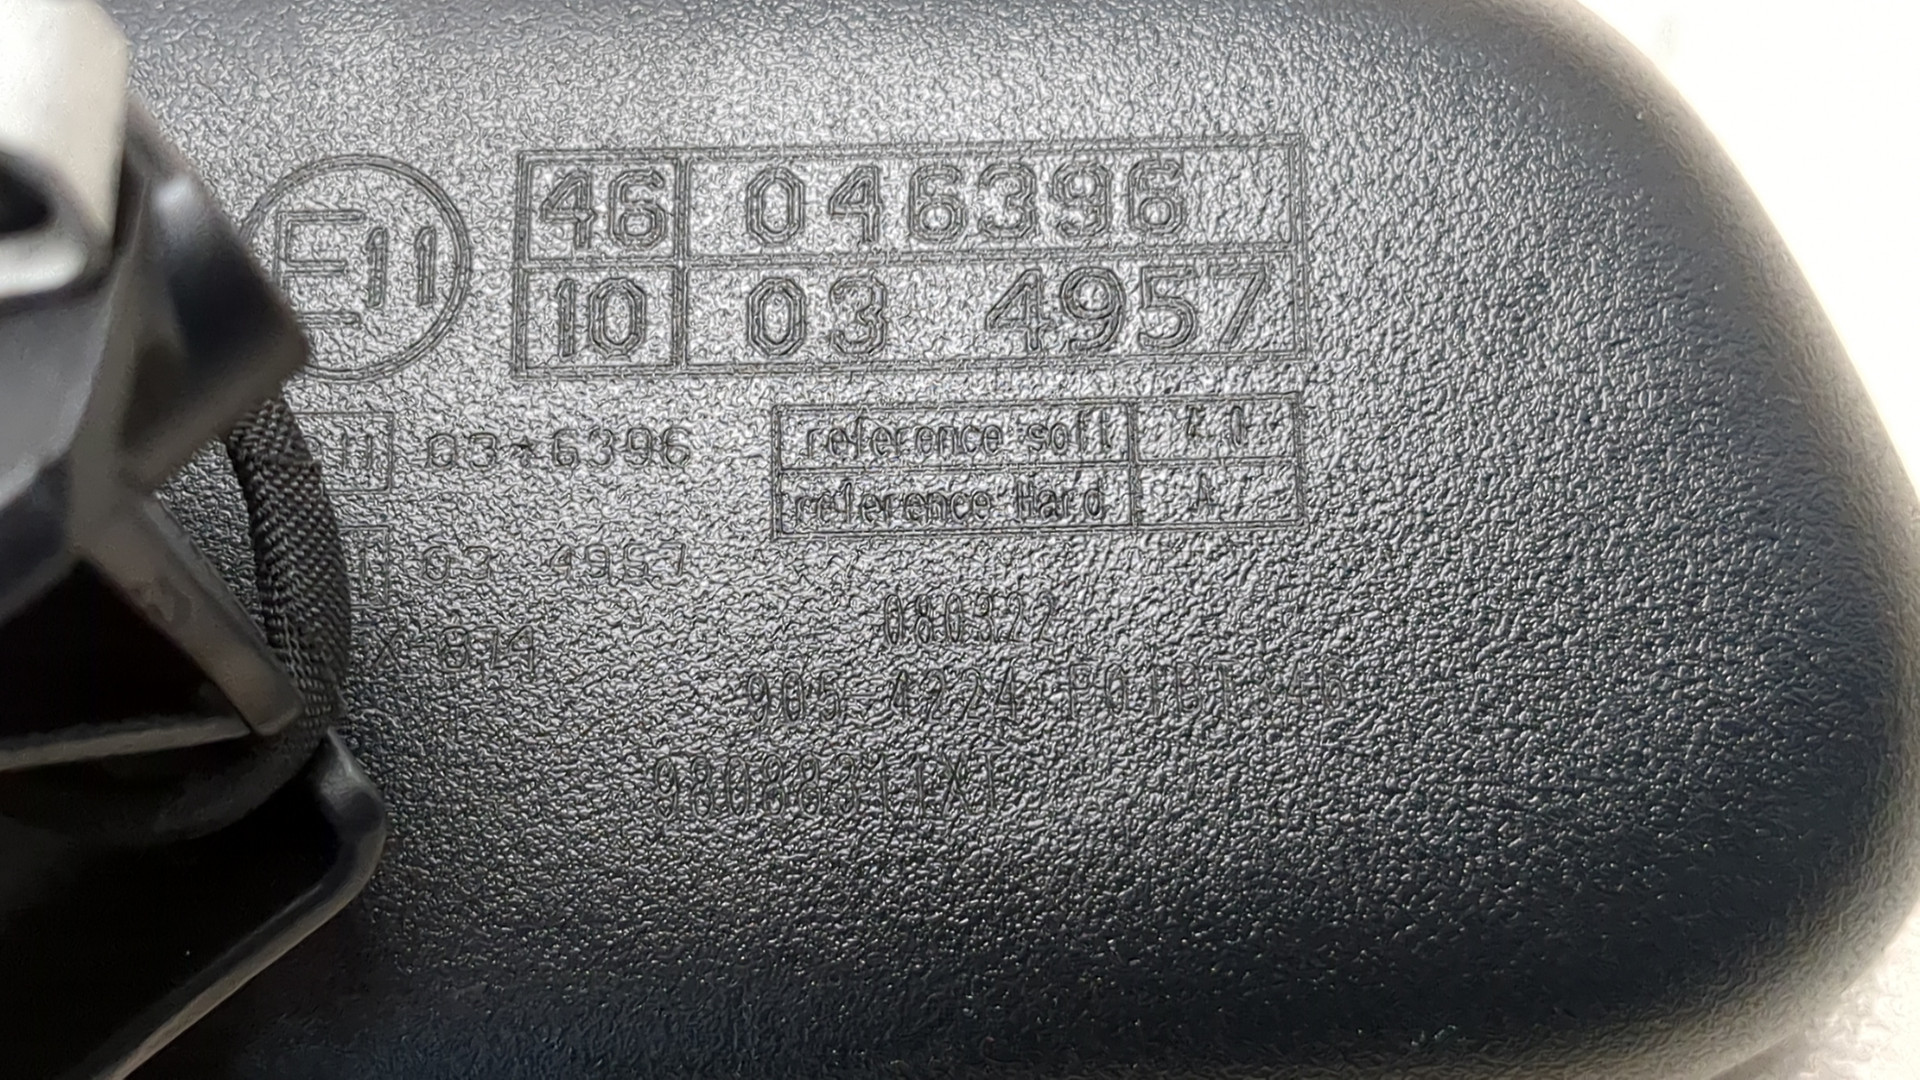 E11
46 046396
10 03 4957
reference soft
reference Hard A
03*6396
03 4957
080322
905-4224